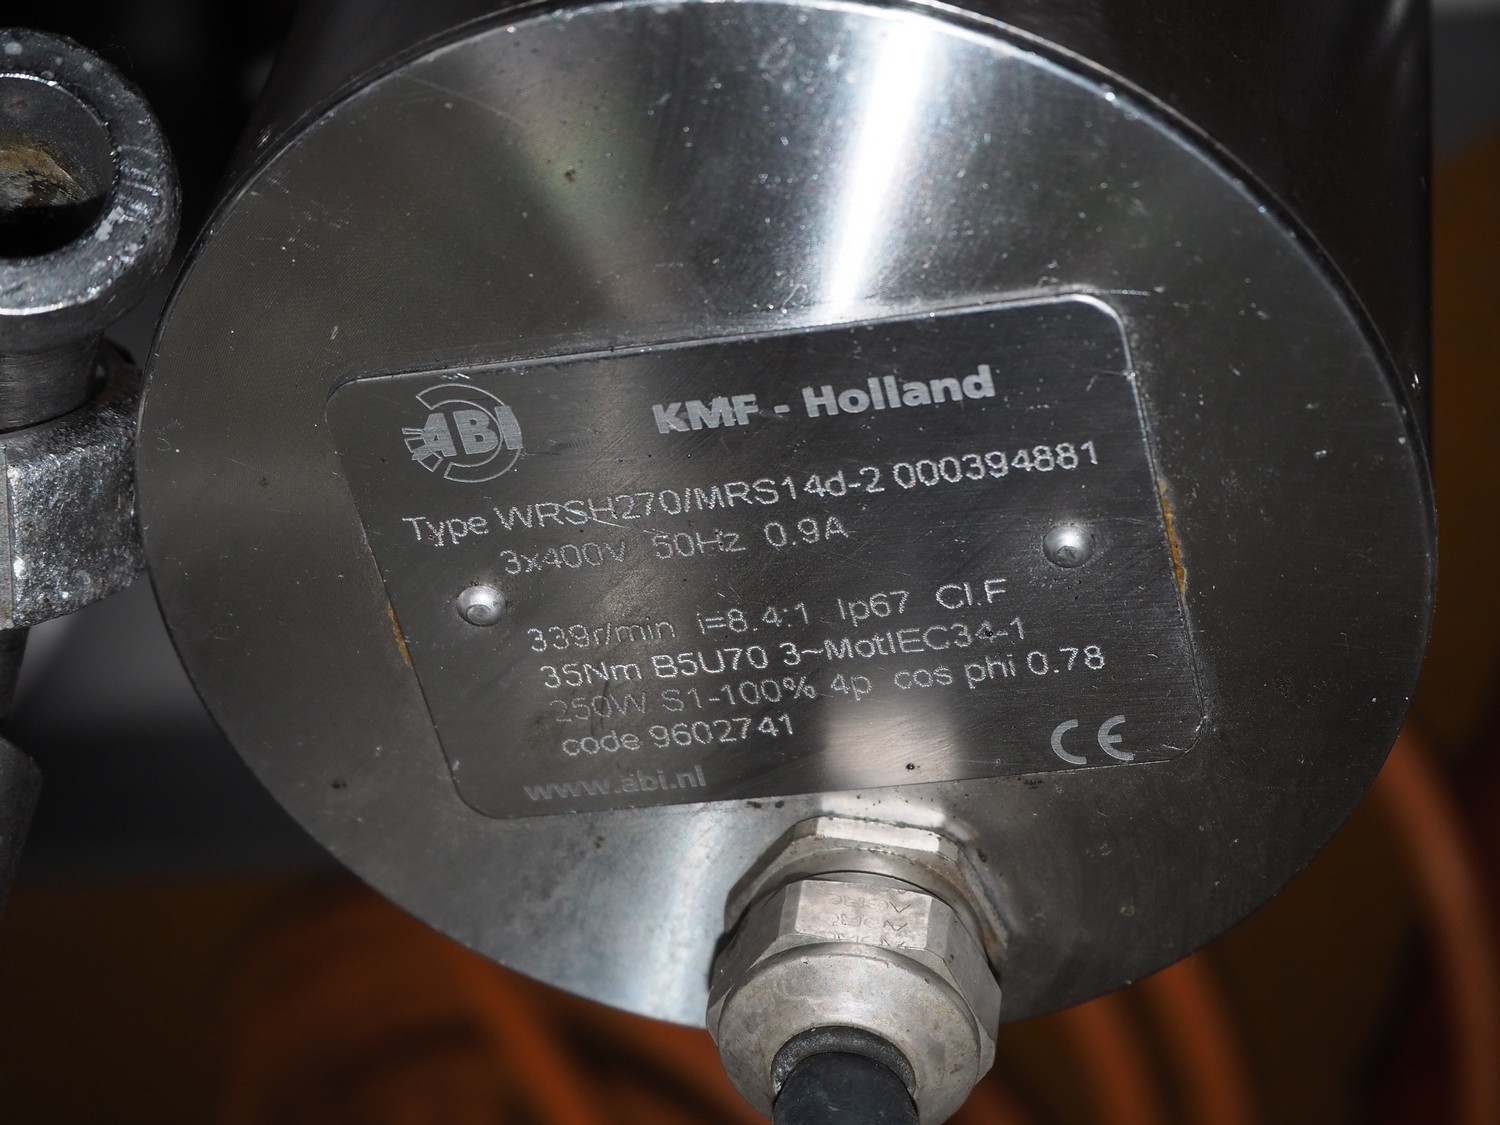 ABI
KMF - Holland
Type WRSH270/MRS14d-2 000394881
3x400V 50Hz 0.9A
339r/min i=8.4:1 Ip67 Cl.F
35Nm B5U70 3~MotIEC34-1
250W S1-100% 4p cos phi 0.78
code 9602741
www.abi.nl
CE